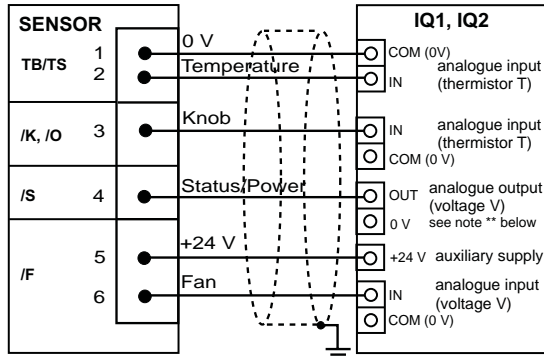 SENSOR
IQ1, IQ2
TB/TS
1
0 V
COM (0V)
2
Temperature
IN
analogue input
(thermistor T)
/K, /O
3
Knob
IN
analogue input
(thermistor T)
COM (0 V)
/S
4
Status/Power
OUT
analogue output
(voltage V)
0 V
see note ** below
/F
5
+24 V
+24 V
auxiliary supply
6
Fan
IN
analogue input
(voltage V)
COM (0 V)